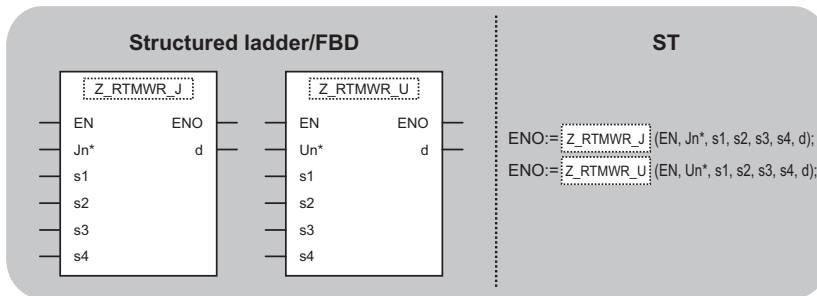 Structured ladder/FBD
Z_RTMWR_J
EN ENO
Jn* d
s1
s2
s3
s4
Z_RTMWR_U
EN ENO
Un* d
s1
s2
s3
s4
ST
ENO:= Z_RTMWR_J (EN, Jn*, s1, s2, s3, s4, d);
ENO:= Z_RTMWR_U (EN, Un*, s1, s2, s3, s4, d);